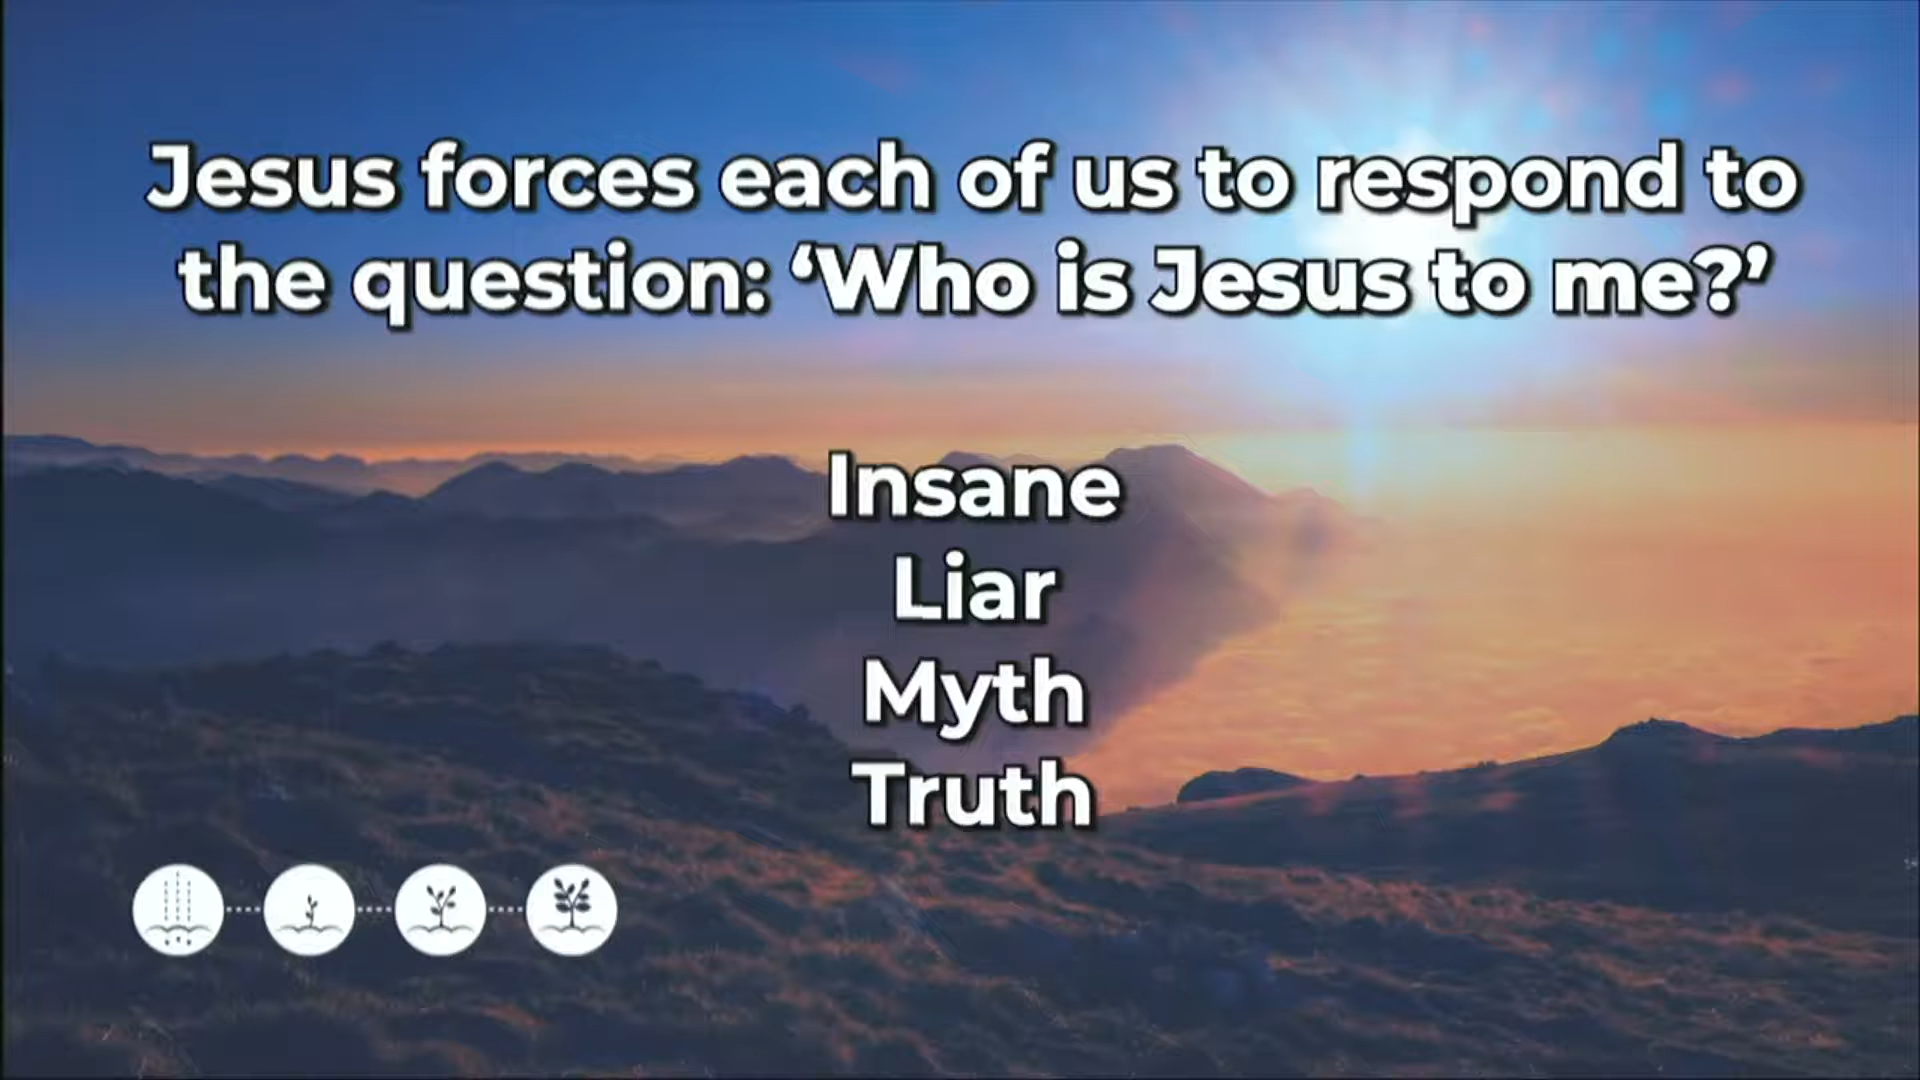 Jesus forces each of us to respond to
the question: ‘Who is Jesus to me?’
Insane
Liar
Myth
Truth